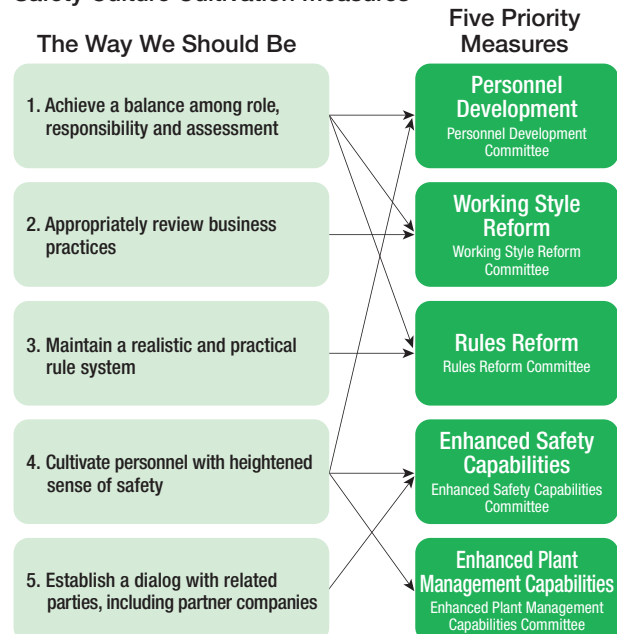 Safety Culture Cultivation Measures
The Way We Should Be
Five Priority
Measures
1. Achieve a balance among role,
responsibility and assessment
2. Appropriately review business
practices
3. Maintain a realistic and practical
rule system
4. Cultivate personnel with heightened
sense of safety
5. Establish a dialog with related
parties, including partner companies
Personnel
Development
Personnel Development
Committee
Working Style
Reform
Working Style Reform
Committee
Rules Reform
Rules Reform Committee
Enhanced Safety
Capabilities
Enhanced Safety Capabilities
Committee
Enhanced Plant
Management Capabilities
Enhanced Plant Management
Capabilities Committee